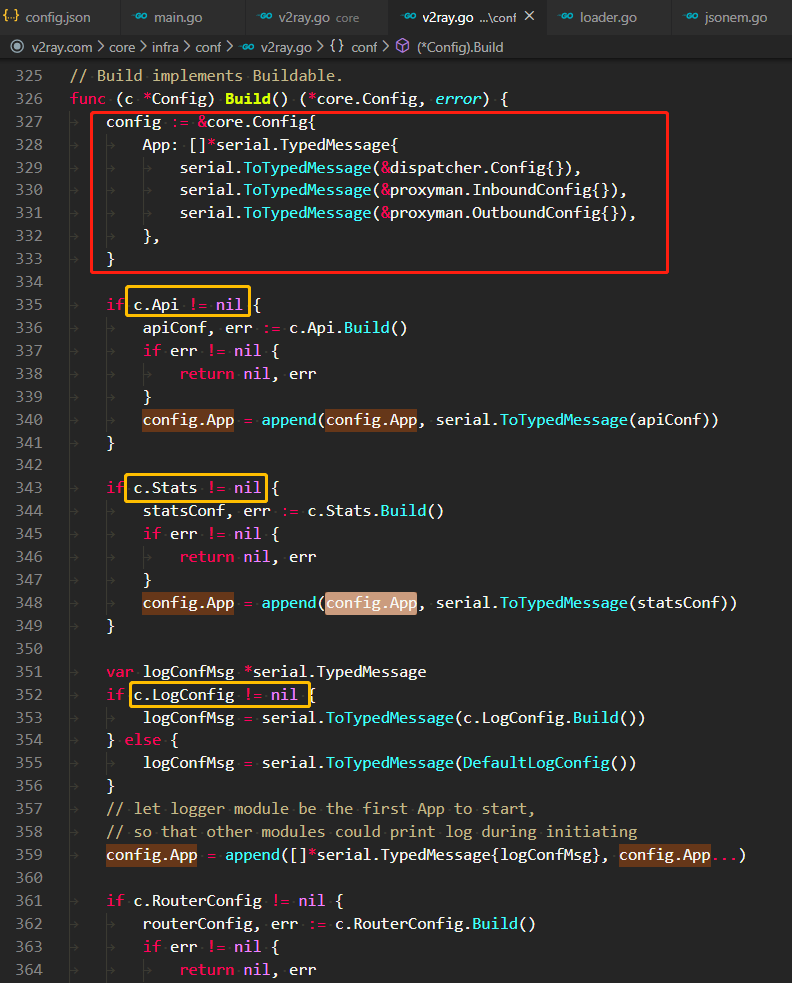 {} config.json main.go v2ray.go core v2ray.go ...\conf × loader.go jsonem.go
v2ray.com > core > infra > conf > v2ray.go > {} conf > (*Config).Build
325 // Build implements Buildable.
326 func (c *Config) Build() (*core.Config, error) {
327 config := &core.Config{
328 App: []*serial.TypedMessage{
329 serial.ToTypedMessage(&dispatcher.Config{}),
330 serial.ToTypedMessage(&proxyman.InboundConfig{}),
331 serial.ToTypedMessage(&proxyman.OutboundConfig{}),
332 },
333 }
334
335 if c.Api != nil {
336 apiConf, err := c.Api.Build()
337 if err != nil {
338 return nil, err
339 }
340 config.App = append(config.App, serial.ToTypedMessage(apiConf))
341 }
342
343 if c.Stats != nil {
344 statsConf, err := c.Stats.Build()
345 if err != nil {
346 return nil, err
347 }
348 config.App = append(config.App, serial.ToTypedMessage(statsConf))
349 }
350
351 var logConfMsg *serial.TypedMessage
352 if c.LogConfig != nil {
353 logConfMsg = serial.ToTypedMessage(c.LogConfig.Build())
354 } else {
355 logConfMsg = serial.ToTypedMessage(DefaultLogConfig())
356 }
357 // let logger module be the first App to start,
358 // so that other modules could print log during initiating
359 config.App = append([]*serial.TypedMessage{logConfMsg}, config.App...)
360
361 if c.RouterConfig != nil {
362 routerConfig, err := c.RouterConfig.Build()
363 if err != nil {
364 return nil, err